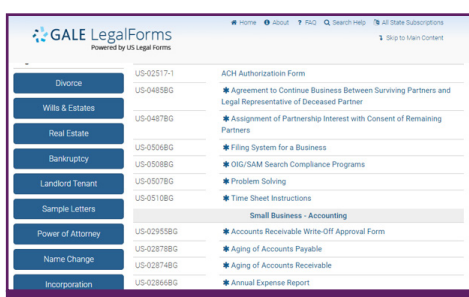 Home About ? FAQ Search Help All State Subscriptions
GALE LegalForms
Powered by US Legal Forms
Skip to Main Content
Divorce
Wills & Estates
Real Estate
Bankruptcy
Landlord Tenant
Sample Letters
Power of Attorney
Name Change
Incorporation
US-02517-1 ACH Authorizatioin Form
US-0485BG ✱ Agreement to Continue Business Between Surviving Partners and
Legal Representative of Deceased Partner
US-0487BG ✱ Assignment of Partnership Interest with Consent of Remaining
Partners
US-0506BG ✱ Filing System for a Business
US-0508BG ✱ OIG/SAM Search Compliance Programs
US-0507BG ✱ Problem Solving
US-0510BG ✱ Time Sheet Instructions
Small Business - Accounting
US-02955BG ✱ Accounts Receivable Write-Off Approval Form
US-02878BG ✱ Aging of Accounts Payable
US-02874BG ✱ Aging of Accounts Receivable
US-02866BG ✱ Annual Expense Report